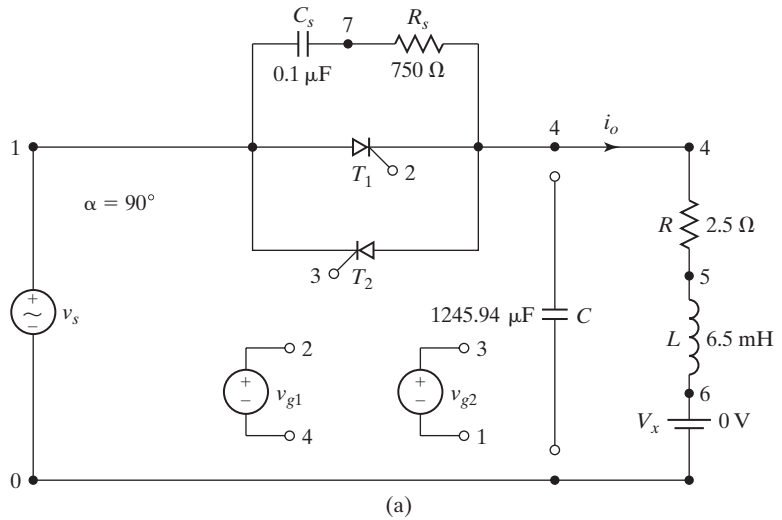 C_s
7
R_s
0.1 μF
750 Ω
1
4
i_o
4
T_1
2
α = 90°
R
2.5 Ω
3
T_2
5
+
~
−
v_s
1245.94 μF
C
L
6.5 mH
2
3
+
−
v_g1
+
−
v_g2
6
4
1
V_x
0 V
0
(a)